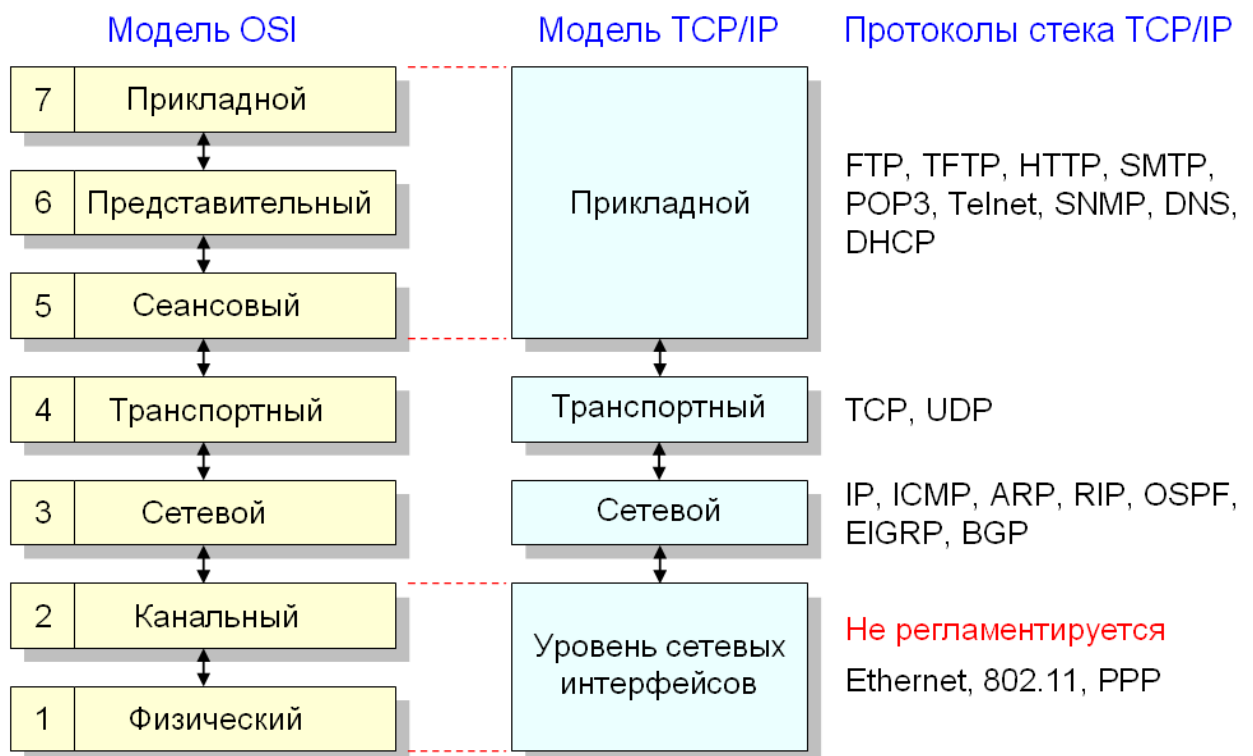 Модель OSI
Модель TCP/IP
Протоколы стека TCP/IP
7 Прикладной
6 Представительный
5 Сеансовый
4 Транспортный
3 Сетевой
2 Канальный
1 Физический
Прикладной
Транспортный
Сетевой
Уровень сетевых
интерфейсов
FTP, TFTP, HTTP, SMTP,
POP3, Telnet, SNMP, DNS,
DHCP
TCP, UDP
IP, ICMP, ARP, RIP, OSPF,
EIGRP, BGP
Не регламентируется
Ethernet, 802.11, PPP